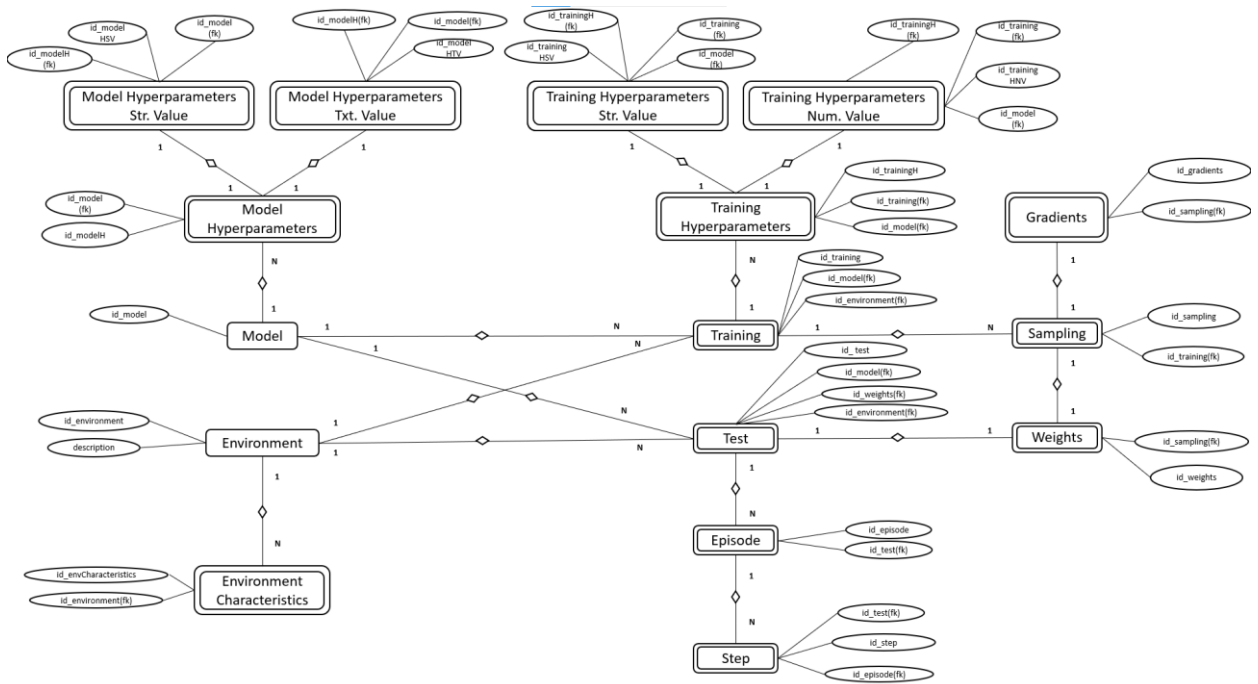 id_model
HSV
id_model
(fk)
id_modelH
(fk)
id_modelH(fk)
id_model(fk)
id_model
HTV
id_trainingH
(fk)
id_training
HSV
id_training
(fk)
id_model
(fk)
id_trainingH
(fk)
id_training
(fk)
id_training
HNV
id_model
(fk)
Model Hyperparameters
Str. Value
Model Hyperparameters
Txt. Value
Training Hyperparameters
Str. Value
Training Hyperparameters
Num. Value
1
1
1
1
1
1
1
1
id_model
(fk)
id_modelH
Model
Hyperparameters
Training
Hyperparameters
id_trainingH
id_training(fk)
id_model(fk)
Gradients
id_gradients
id_sampling(fk)
N
1
N
1
1
1
id_training
id_model(fk)
id_environment(fk)
id_model
Model
1
1
N
N
Training
1
N
Sampling
id_sampling
id_training(fk)
1
1
id_ test
id_model(fk)
id_weights(fk)
id_environment(fk)
id_environment
description
Environment
1
1
N
N
Test
1
1
Weights
id_sampling(fk)
id_weights
1
N
1
N
Episode
id_episode
id_test(fk)
id_envCharacteristics
id_environment(fk)
Environment
Characteristics
1
N
Step
id_test(fk)
id_step
id_episode(fk)